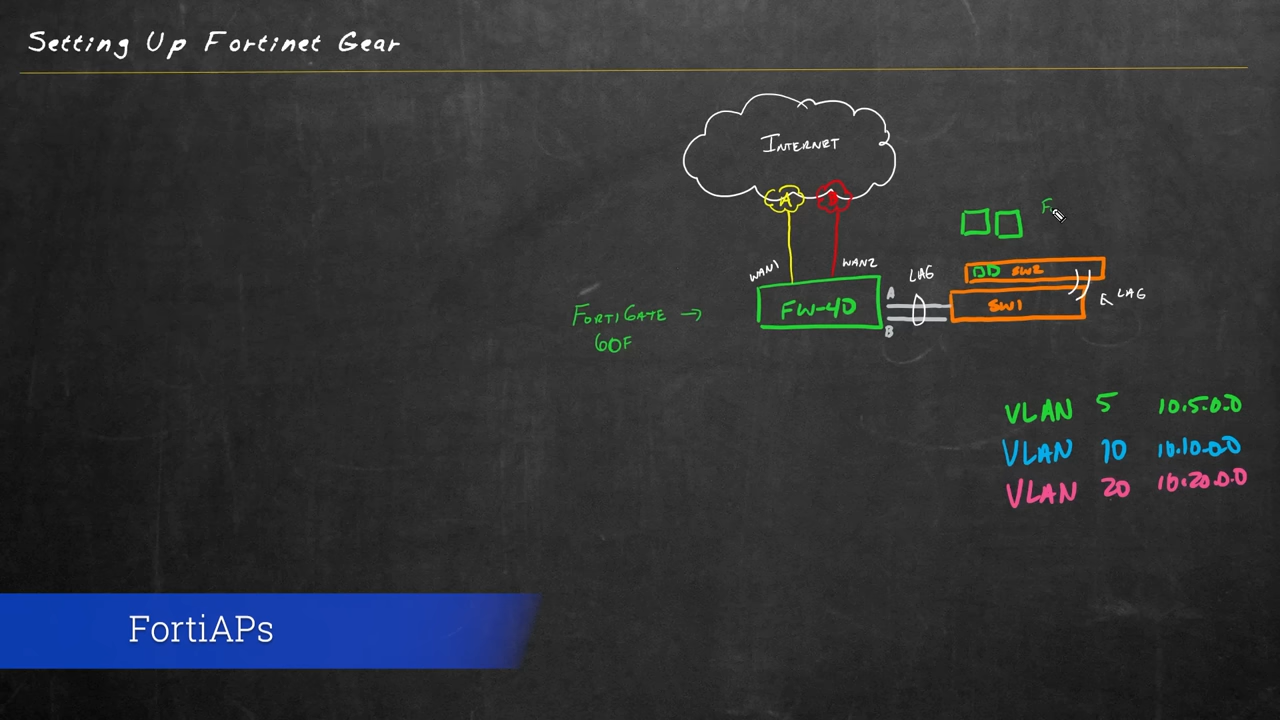 Setting Up Fortinet Gear
INTERNET
A
B
F
WAN1
WAN2
LAG
SW2
FORTIGATE →
60F
FW-40
A
B
SW1
LAG
VLAN 5 10.5.0.0
VLAN 10 10.10.0.0
VLAN 20 10.20.0.0
FortiAPs